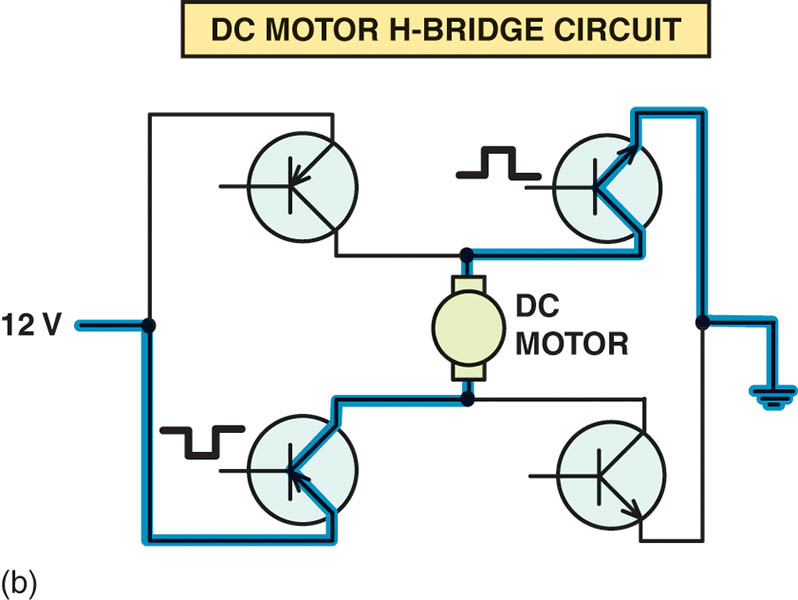 DC MOTOR H-BRIDGE CIRCUIT
12 V
DC
MOTOR
(b)